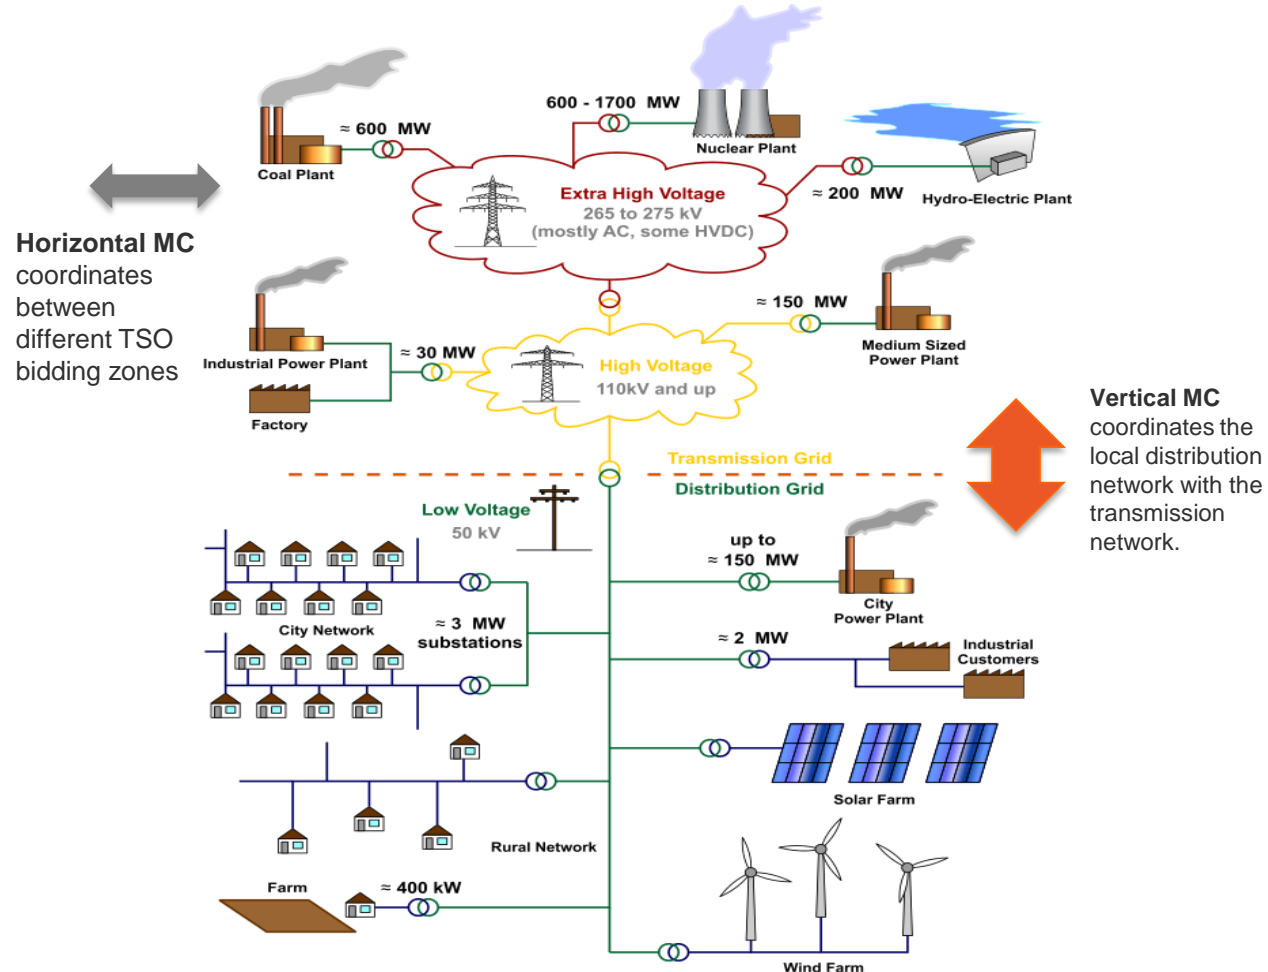 600 - 1700 MW
≈ 600 MW
Nuclear Plant
Coal Plant
Extra High Voltage
265 to 275 kV
(mostly AC, some HVDC)
≈ 200 MW
Hydro-Electric Plant
Horizontal MC
coordinates
between
different TSO
bidding zones
≈ 150 MW
Medium Sized
Power Plant
Industrial Power Plant
≈ 30 MW
High Voltage
110kV and up
Factory
Vertical MC
coordinates the
local distribution
network with the
transmission
network.
Transmission Grid
Distribution Grid
Low Voltage
50 kV
up to
≈ 150 MW
City
Power Plant
City Network
≈ 3 MW
substations
≈ 2 MW
Industrial
Customers
Solar Farm
Rural Network
Farm
≈ 400 kW
Wind Farm